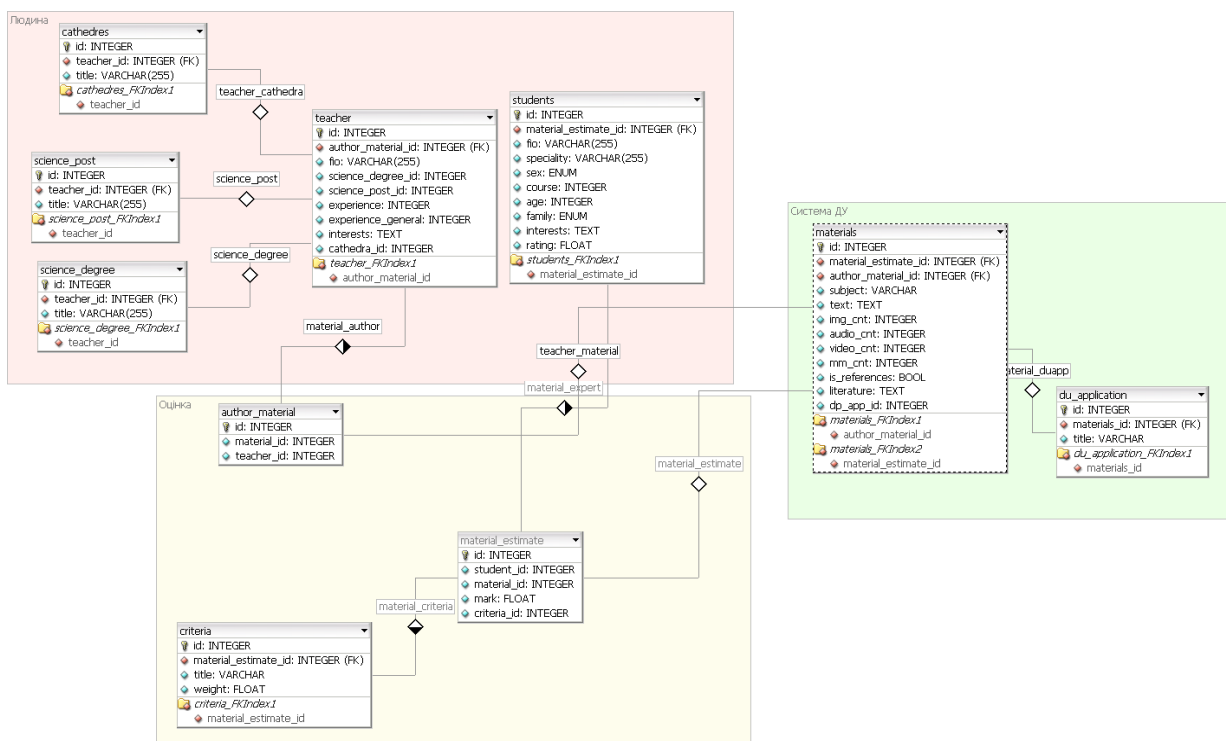 Людина
cathedres
id: INTEGER
teacher_id: INTEGER (FK)
title: VARCHAR(255)
cathedres_FKIndex1
teacher_id
teacher_cathedra
science_post
id: INTEGER
teacher_id: INTEGER (FK)
title: VARCHAR(255)
science_post_FKIndex1
teacher_id
science_post
science_degree
id: INTEGER
teacher_id: INTEGER (FK)
title: VARCHAR(255)
science_degree_FKIndex1
teacher_id
science_degree
teacher
id: INTEGER
author_material_id: INTEGER (FK)
fio: VARCHAR(255)
science_degree_id: INTEGER
science_post_id: INTEGER
experience: INTEGER
experience_general: INTEGER
interests: TEXT
cathedra_id: INTEGER
teacher_FKIndex1
author_material_id
students
id: INTEGER
material_estimate_id: INTEGER (FK)
fio: VARCHAR(255)
speciality: VARCHAR(255)
sex: ENUM
course: INTEGER
age: INTEGER
family: ENUM
interests: TEXT
rating: FLOAT
students_FKIndex1
material_estimate_id
material_author
teacher_material
material_expert
Система ДУ
materials
id: INTEGER
material_estimate_id: INTEGER (FK)
author_material_id: INTEGER (FK)
subject: VARCHAR
text: TEXT
img_cnt: INTEGER
audio_cnt: INTEGER
video_cnt: INTEGER
mm_cnt: INTEGER
is_references: BOOL
literature: TEXT
dp_app_id: INTEGER
materials_FKIndex1
author_material_id
materials_FKIndex2
material_estimate_id
aterial_duapp
du_application
id: INTEGER
materials_id: INTEGER (FK)
title: VARCHAR
du_application_FKIndex1
materials_id
Оцінка
author_material
id: INTEGER
material_id: INTEGER
teacher_id: INTEGER
material_estimate
material_estimate
id: INTEGER
student_id: INTEGER
material_id: INTEGER
mark: FLOAT
criteria_id: INTEGER
material_criteria
criteria
id: INTEGER
material_estimate_id: INTEGER (FK)
title: VARCHAR
weight: FLOAT
criteria_FKIndex1
material_estimate_id